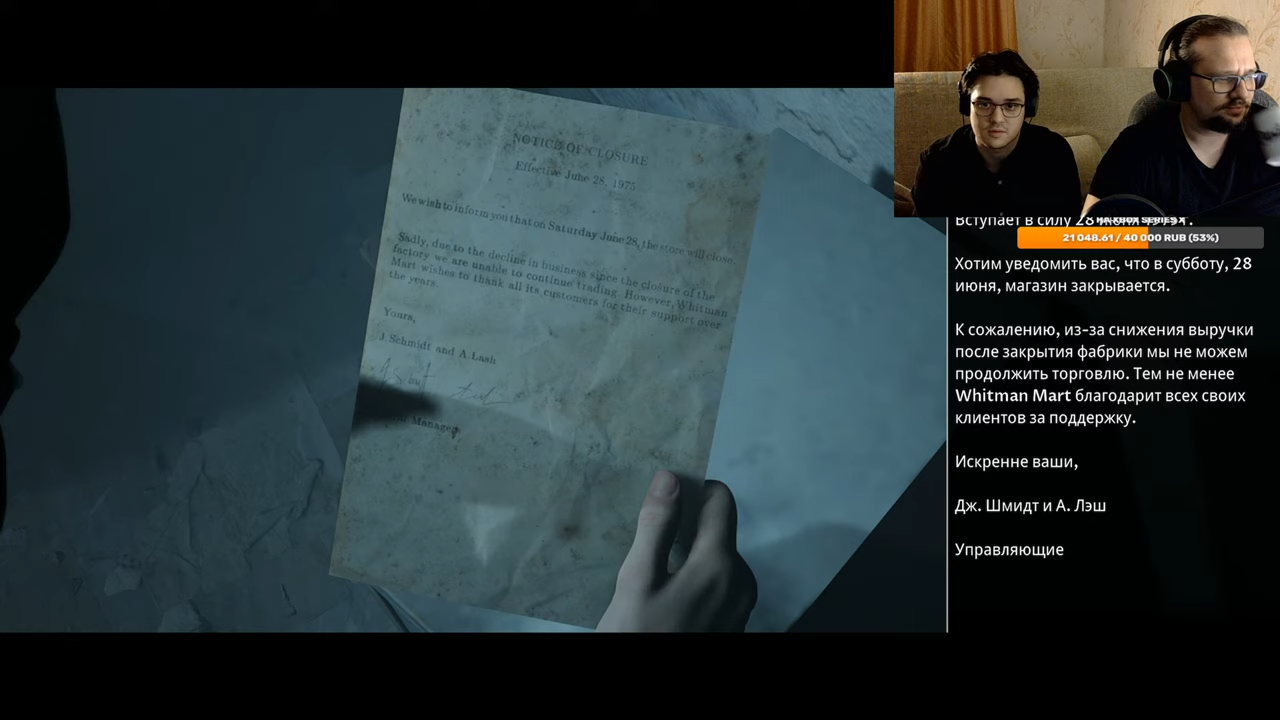 NOTICE OF CLOSURE
Effective June 28, 1975
We wish to inform you that on Saturday June 28, the store will close.
Sadly, due to the decline in business since the closure of the
factory we are unable to continue trading. However, Whitman
Mart wishes to thank all its customers for their support over
the years.
Yours,
J. Schmidt and A. Lash
Manager
Вступает в силу 28
21 048.61 / 40 000 RUB (53%)
Хотим уведомить вас, что в субботу, 28
июня, магазин закрывается.
К сожалению, из-за снижения выручки
после закрытия фабрики мы не можем
продолжить торговлю. Тем не менее
Whitman Mart благодарит всех своих
клиентов за поддержку.
Искренне ваши,
Дж. Шмидт и А. Лэш
Управляющие